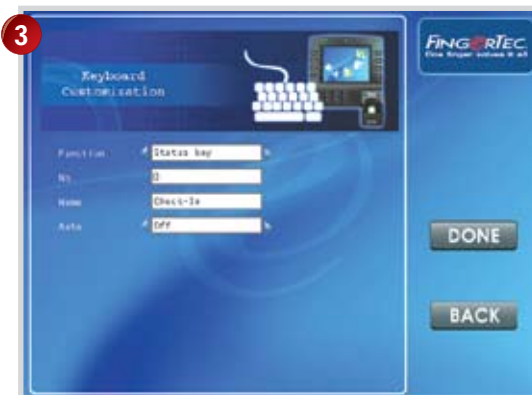 3
FINGERTEC
One finger solves it all
Keyboard
Customization
Function Status key
No 0
Name Check-In
Auto Off
DONE
BACK